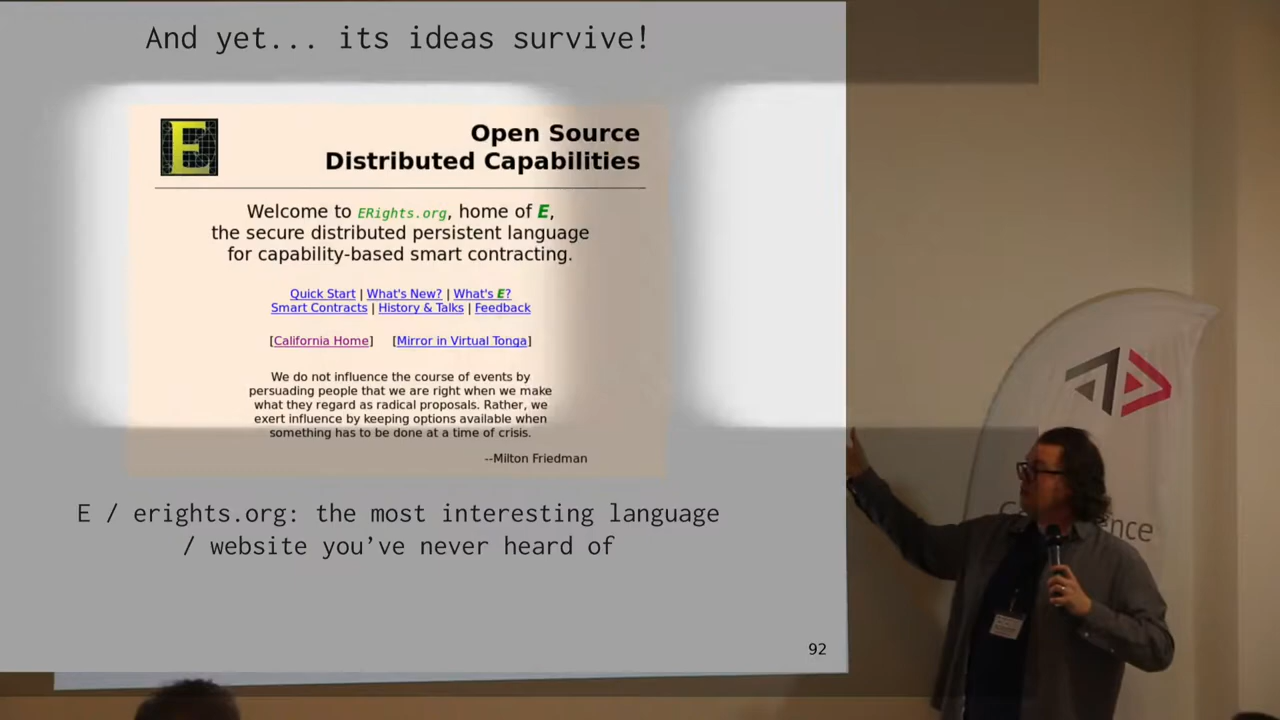 And yet... its ideas survive!
E
Open Source
Distributed Capabilities
Welcome to ERights.org, home of E,
the secure distributed persistent language
for capability-based smart contracting.
Quick Start | What's New? | What's E?
Smart Contracts | History & Talks | Feedback
[California Home] [Mirror in Virtual Tonga]
We do not influence the course of events by
persuading people that we are right when we make
what they regard as radical proposals. Rather, we
exert influence by keeping options available when
something has to be done at a time of crisis.
--Milton Friedman
E / erights.org: the most interesting language
/ website you've never heard of
92